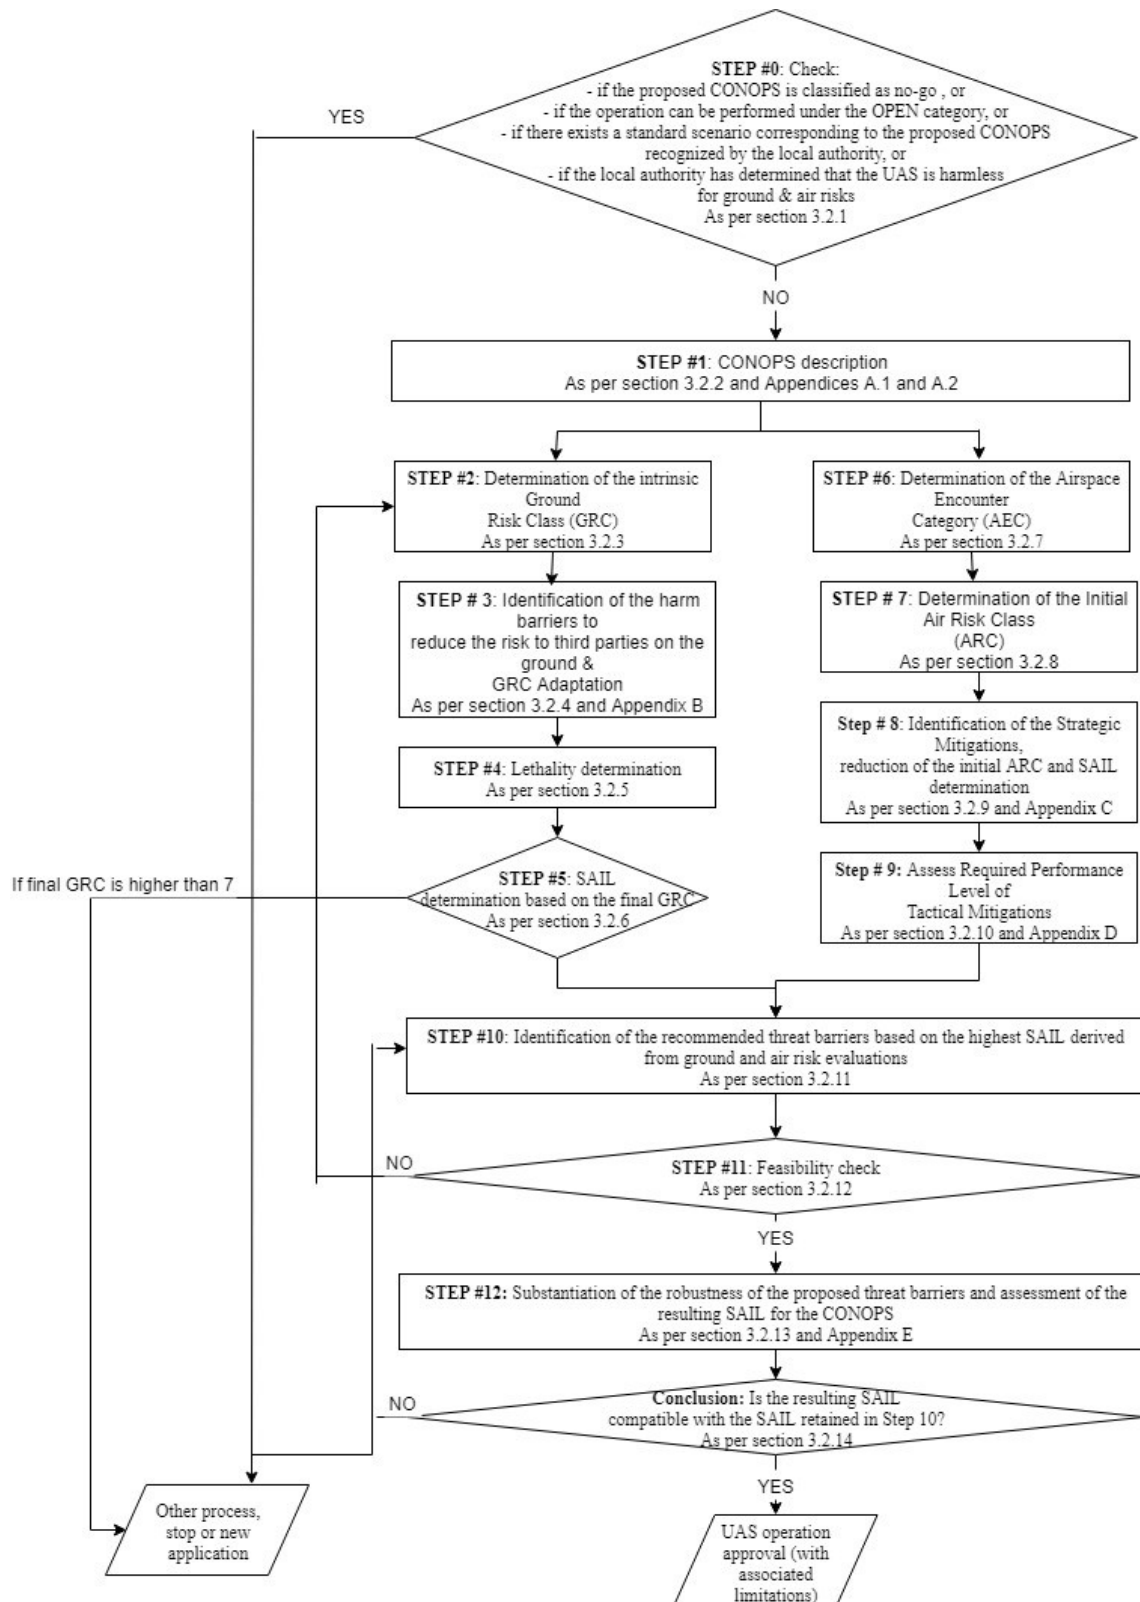 STEP #0: Check:
- if the proposed CONOPS is classified as no-go , or
- if the operation can be performed under the OPEN category, or
- if there exists a standard scenario corresponding to the proposed CONOPS
recognized by the local authority, or
- if the local authority has determined that the UAS is harmless
for ground & air risks
As per section 3.2.1
YES
NO
STEP #1: CONOPS description
As per section 3.2.2 and Appendices A.1 and A.2
STEP #2: Determination of the intrinsic
Ground
Risk Class (GRC)
As per section 3.2.3
STEP #6: Determination of the Airspace
Encounter
Category (AEC)
As per section 3.2.7
STEP # 3: Identification of the harm
barriers to
reduce the risk to third parties on the
ground &
GRC Adaptation
As per section 3.2.4 and Appendix B
STEP # 7: Determination of the Initial
Air Risk Class
(ARC)
As per section 3.2.8
STEP #4: Lethality determination
As per section 3.2.5
Step # 8: Identification of the Strategic
Mitigations,
reduction of the initial ARC and SAIL
determination
As per section 3.2.9 and Appendix C
STEP #5: SAIL
determination based on the final GRC
As per section 3.2.6
If final GRC is higher than 7
Step # 9: Assess Required Performance
Level of
Tactical Mitigations
As per section 3.2.10 and Appendix D
STEP #10: Identification of the recommended threat barriers based on the highest SAIL derived
from ground and air risk evaluations
As per section 3.2.11
STEP #11: Feasibility check
As per section 3.2.12
NO
YES
STEP #12: Substantiation of the robustness of the proposed threat barriers and assessment of the
resulting SAIL for the CONOPS
As per section 3.2.13 and Appendix E
Conclusion: Is the resulting SAIL
compatible with the SAIL retained in Step 10?
As per section 3.2.14
NO
YES
Other process,
stop or new
application
UAS operation
approval (with
associated
limitations)